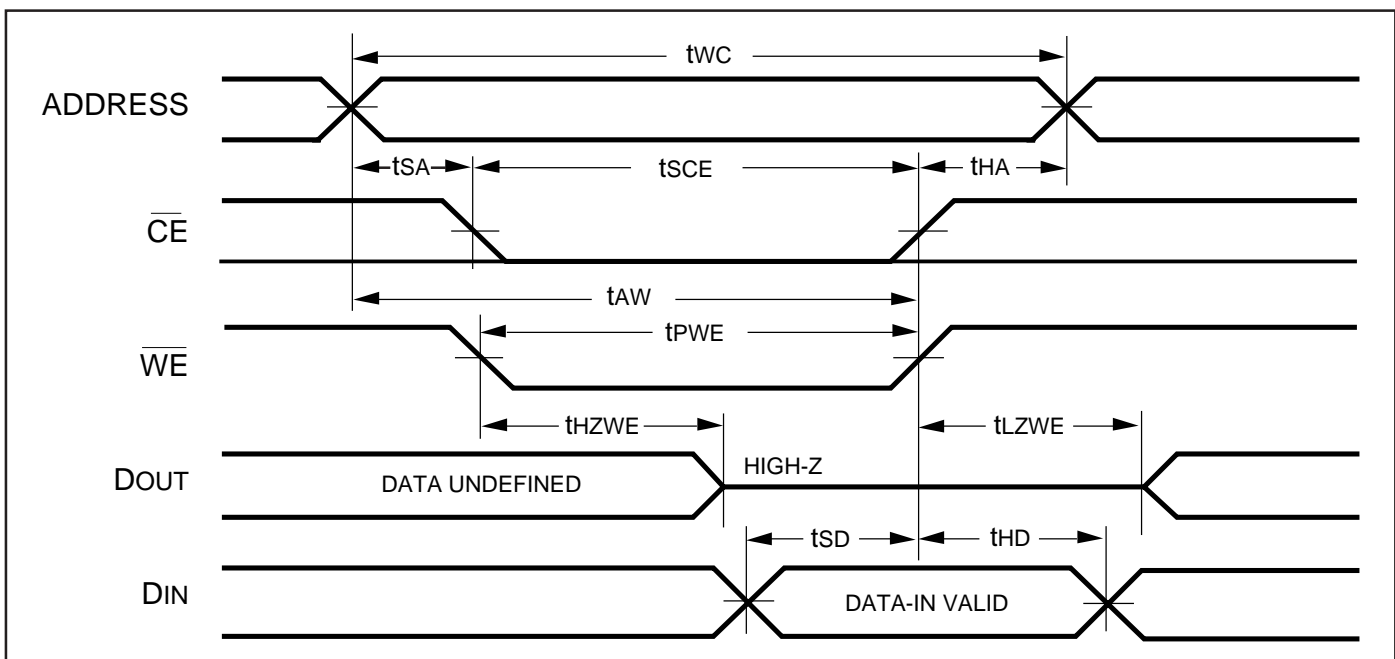 tWC
ADDRESS
tSA
tSCE
tHA
CE
tAW
tPWE
WE
tHZWE
tLZWE
DOUT
DATA UNDEFINED
HIGH-Z
tSD
tHD
DIN
DATA-IN VALID